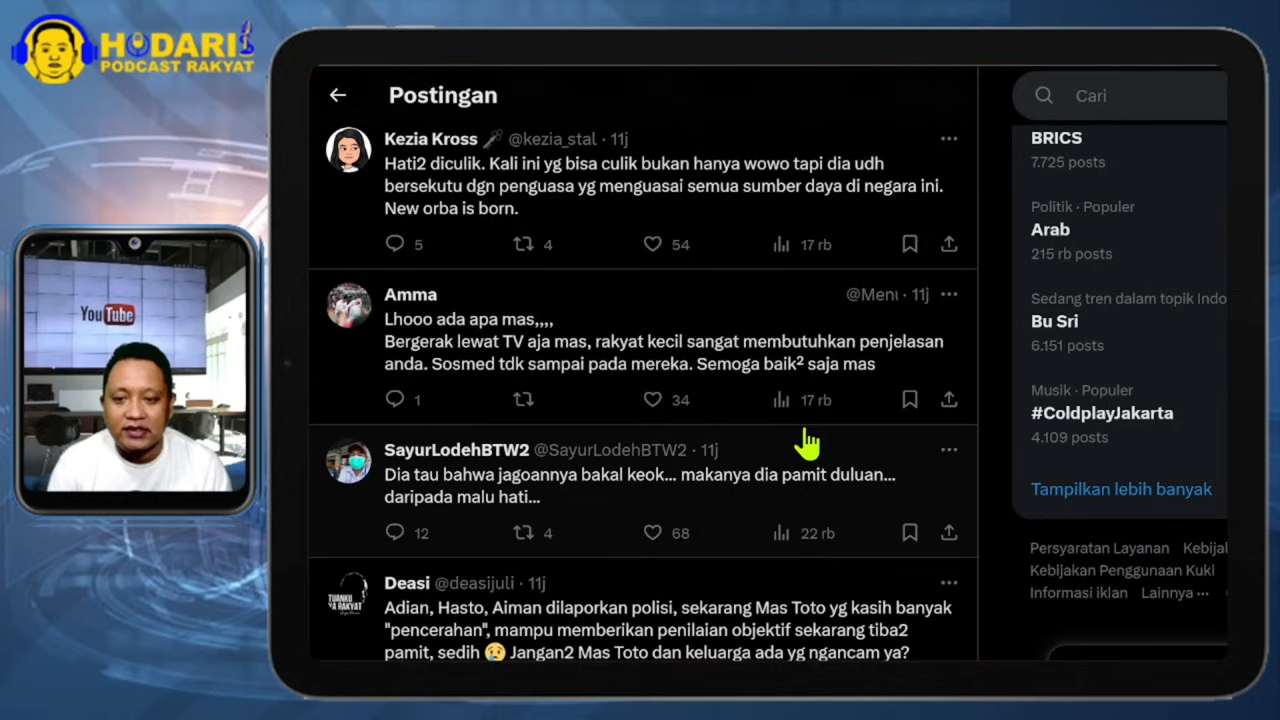 HODARI
PODCAST RAKYAT
YouTube
Postingan
Kezia Kross @kezia_stal · 11j
Hati2 diculik. Kali ini yg bisa culik bukan hanya wowo tapi dia udh
bersekutu dgn penguasa yg menguasai semua sumber daya di negara ini.
New orba is born.
5 4 54 17 rb
Amma @Menu · 11j
Lhooo ada apa mas,,,,
Bergerak lewat TV aja mas, rakyat kecil sangat membutuhkan penjelasan
anda. Sosmed tdk sampai pada mereka. Semoga baik² saja mas
1 34 17 rb
SayurLodehBTW2 @SayurLodehBTW2 · 11j
Dia tau bahwa jagoannya bakal keok... makanya dia pamit duluan...
daripada malu hati...
12 4 68 22 rb
Deasi @deasijuli · 11j
TUANKU
YA RAKYAT
Adian, Hasto, Aiman dilaporkan polisi, sekarang Mas Toto yg kasih banyak
"pencerahan", mampu memberikan penilaian objektif sekarang tiba2
pamit, sedih 😢 Jangan2 Mas Toto dan keluarga ada yg ngancam ya?
Cari
BRICS
7.725 posts
Politik · Populer
Arab
215 rb posts
Sedang tren dalam topik Indo
Bu Sri
6.151 posts
Musik · Populer
#ColdplayJakarta
4.109 posts
Tampilkan lebih banyak
Persyaratan Layanan Kebijal
Kebijakan Penggunaan Kuki
Informasi iklan Lainnya ···